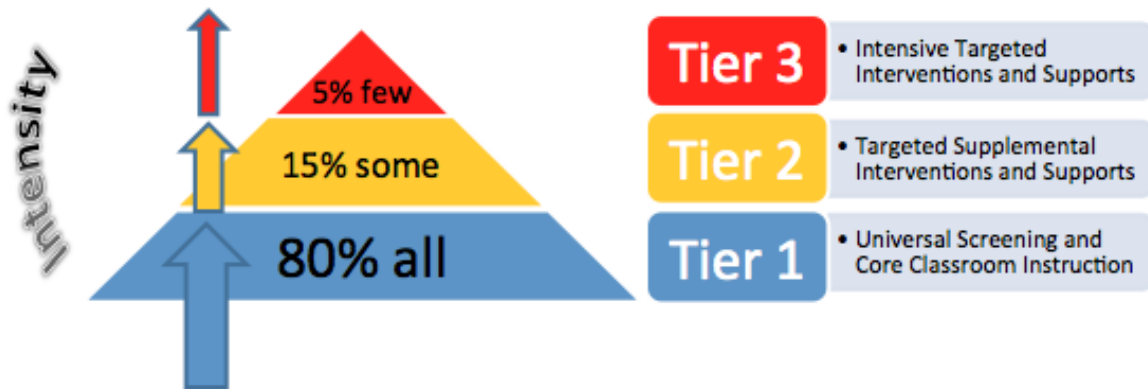 Intensity
5% few
15% some
80% all
Tier 3
• Intensive Targeted
Interventions and Supports
Tier 2
• Targeted Supplemental
Interventions and Supports
Tier 1
• Universal Screening and
Core Classroom Instruction